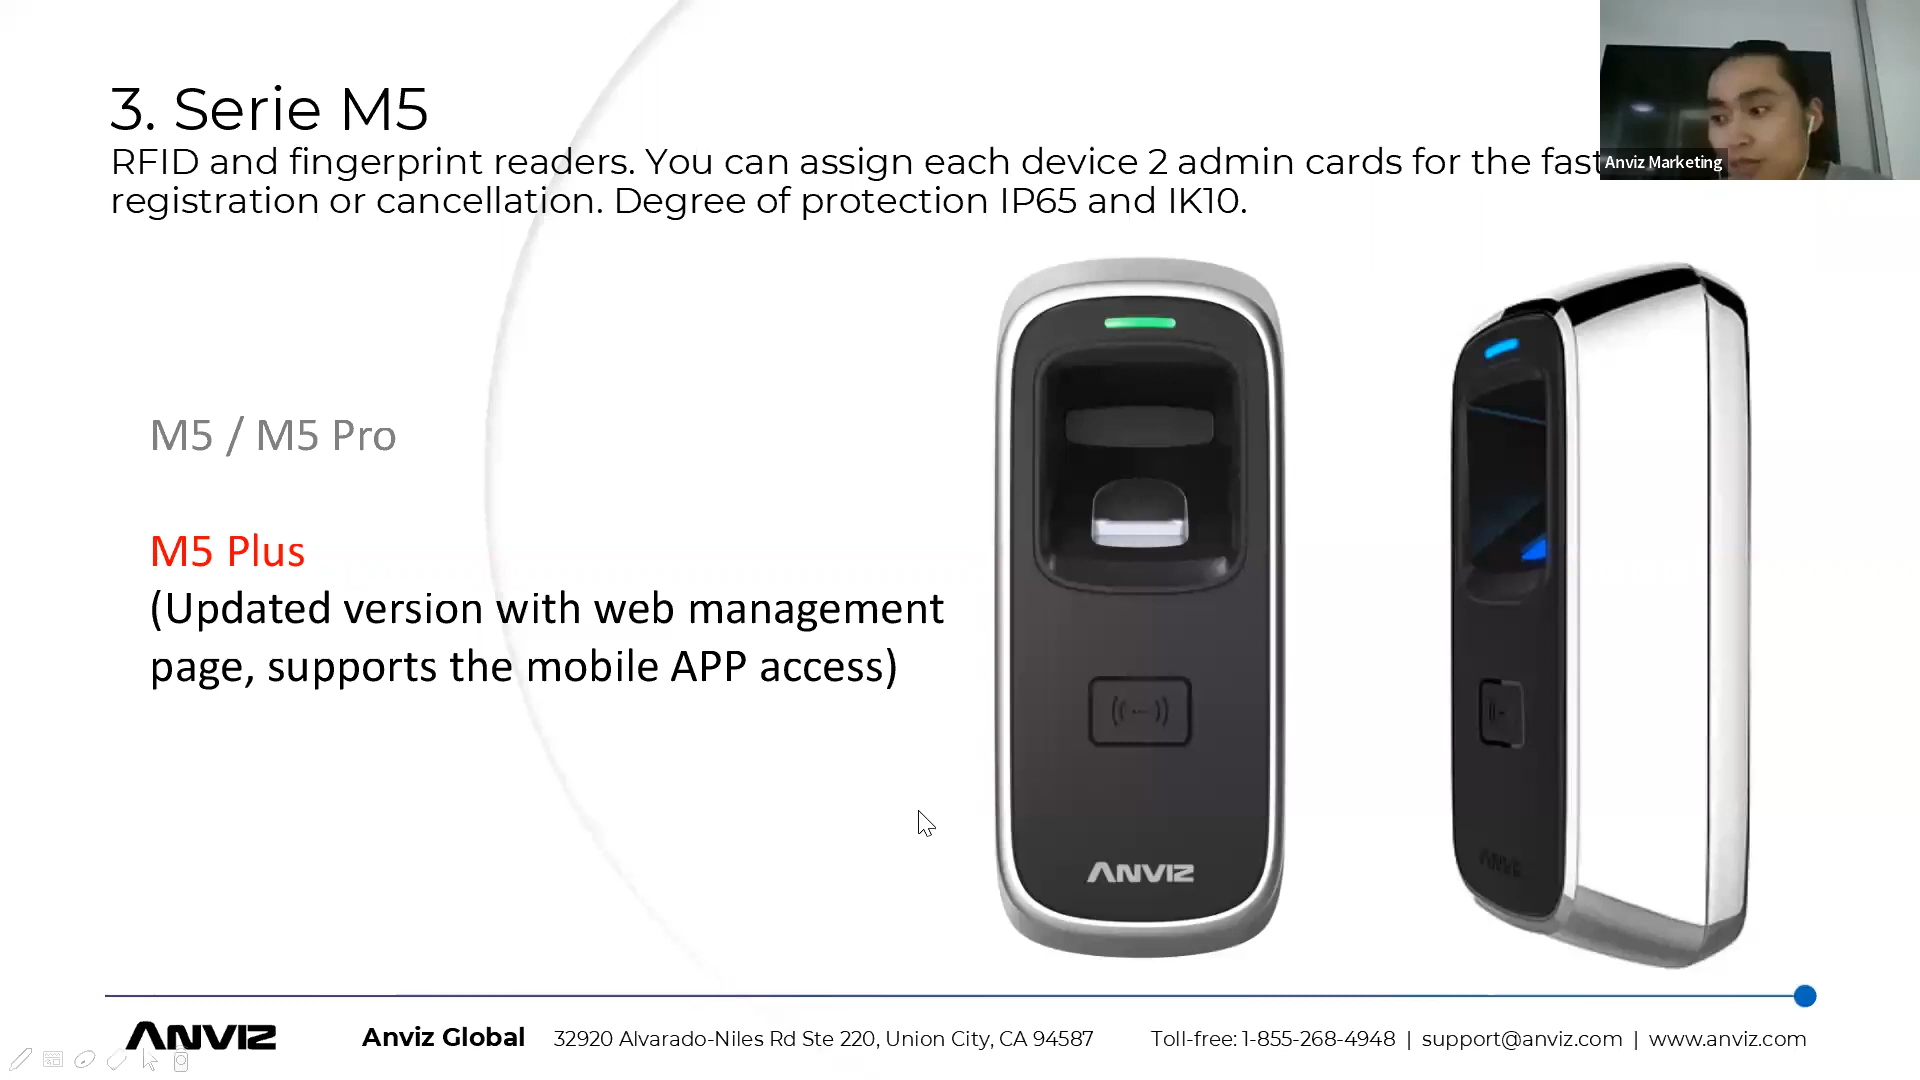 3. Serie M5
RFID and fingerprint readers. You can assign each device 2 admin cards for the fast
registration or cancellation. Degree of protection IP65 and IK10.
Anviz Marketing
M5 / M5 Pro
M5 Plus
(Updated version with web management
page, supports the mobile APP access)
ANVIZ
ANVIZ
ANVIZ Anviz Global 32920 Alvarado-Niles Rd Ste 220, Union City, CA 94587 Toll-free: 1-855-268-4948 | support@anviz.com | www.anviz.com